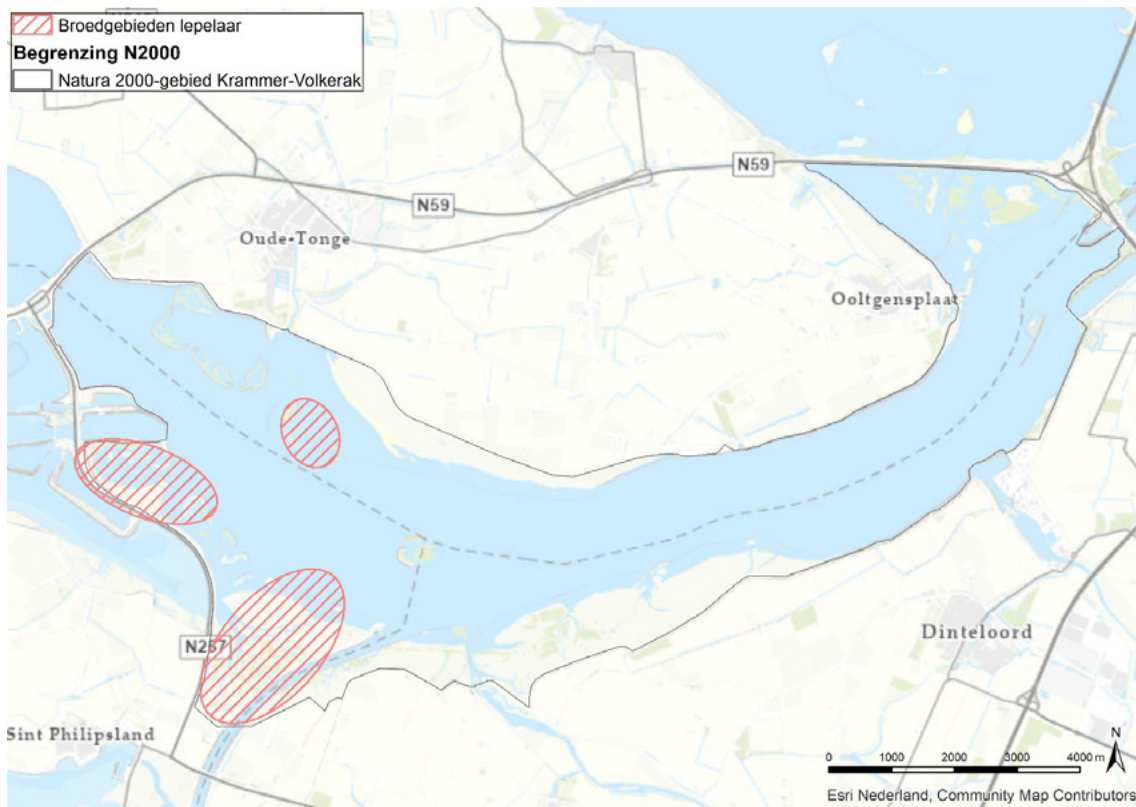 Broedgebieden lepelaar
Begrenzing N2000
Natura 2000-gebied Krammer-Volkerak
N59
N59
Oude-Tonge
Ooltgensplaat
Dinteloord
N257
Sint Philipsland
N
0 1000 2000 3000 4000 m
Esri Nederland, Community Map Contributors